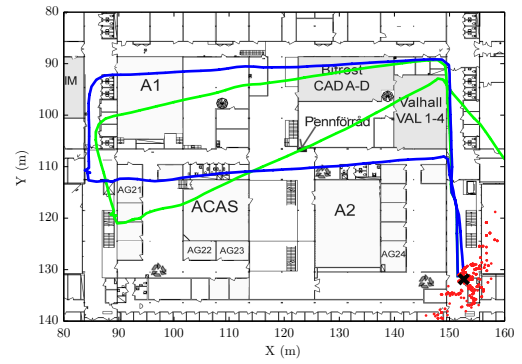 80
90
100
110
120
130
140
Y (m)
IM
A1
Bifrost
CAD A-D
Valhall
VAL 1-4
Pennförråd
AG21
ACAS
A2
AG22
AG23
AG24
80 90 100 110 120 130 140 150 160
X (m)